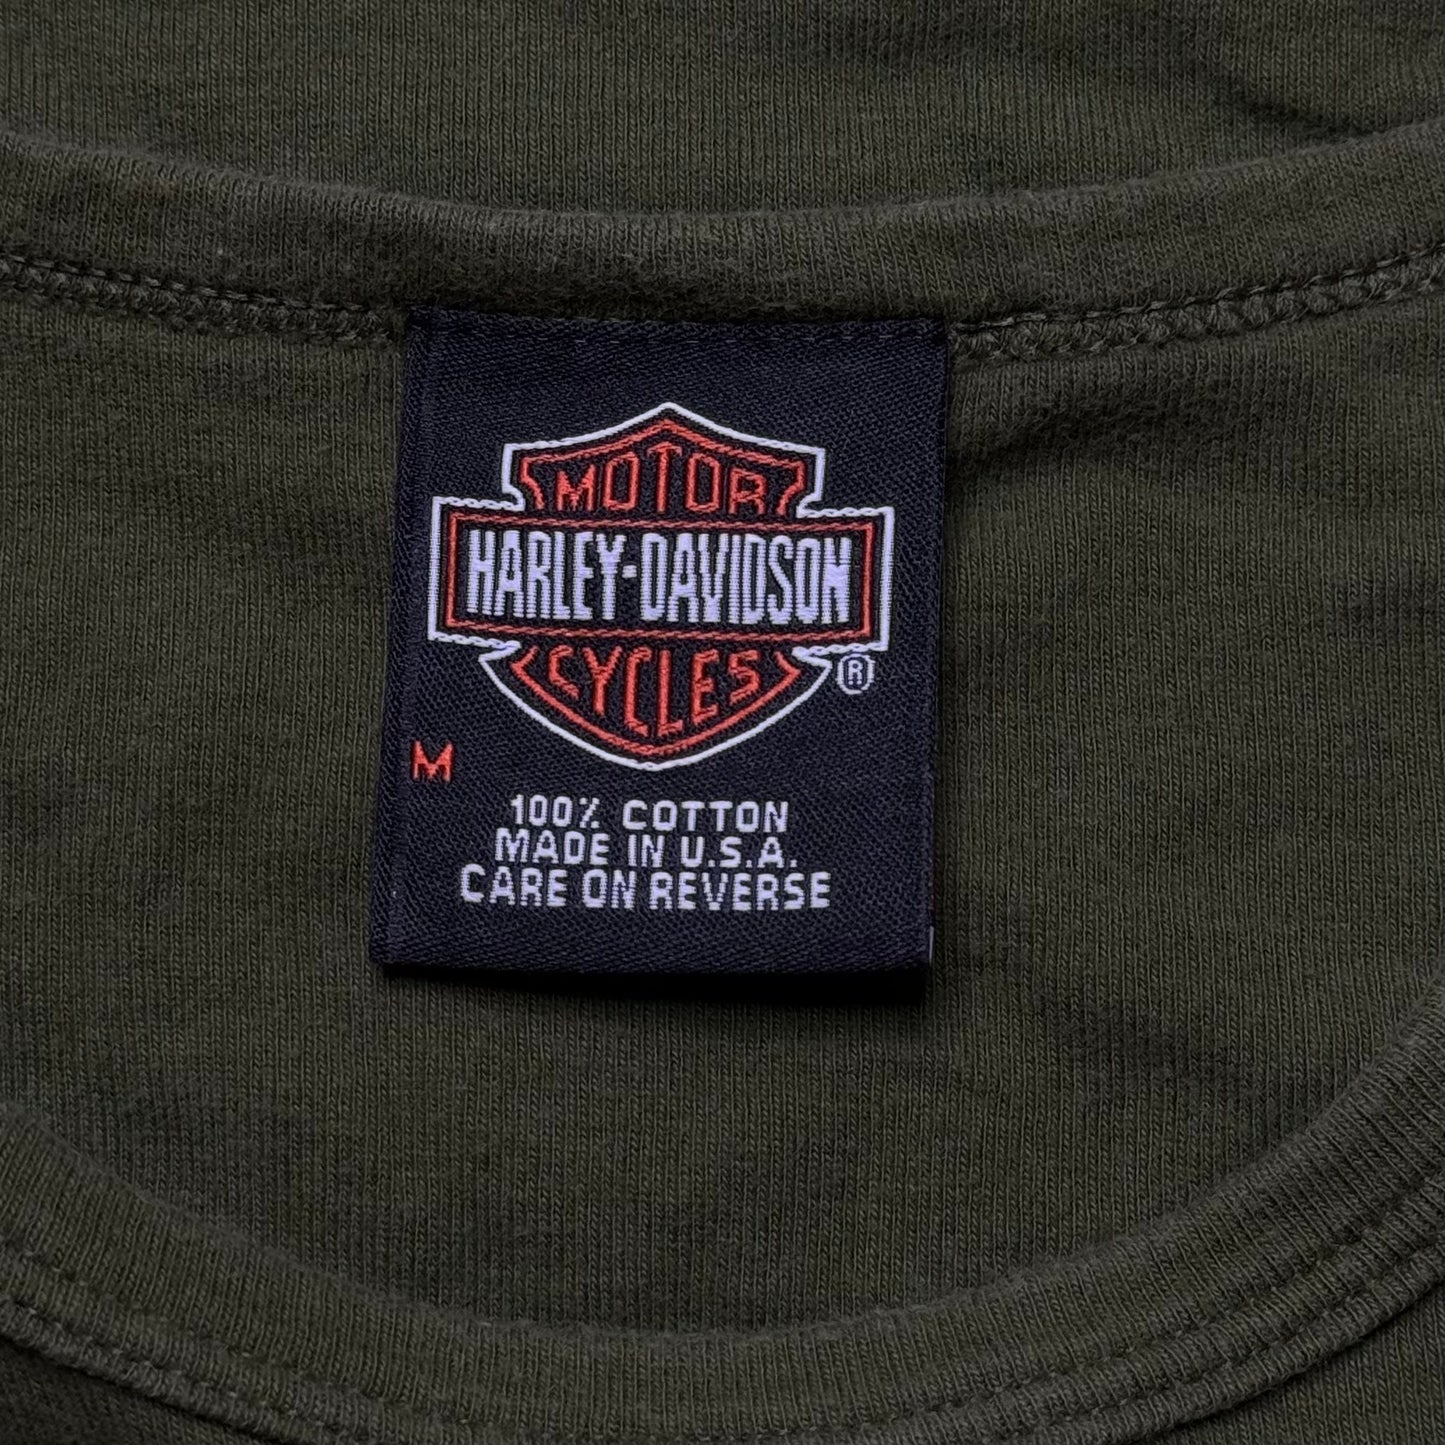 MOTOR
HARLEY-DAVIDSON
CYCLES
®
M
100% COTTON
MADE IN U.S.A.
CARE ON REVERSE